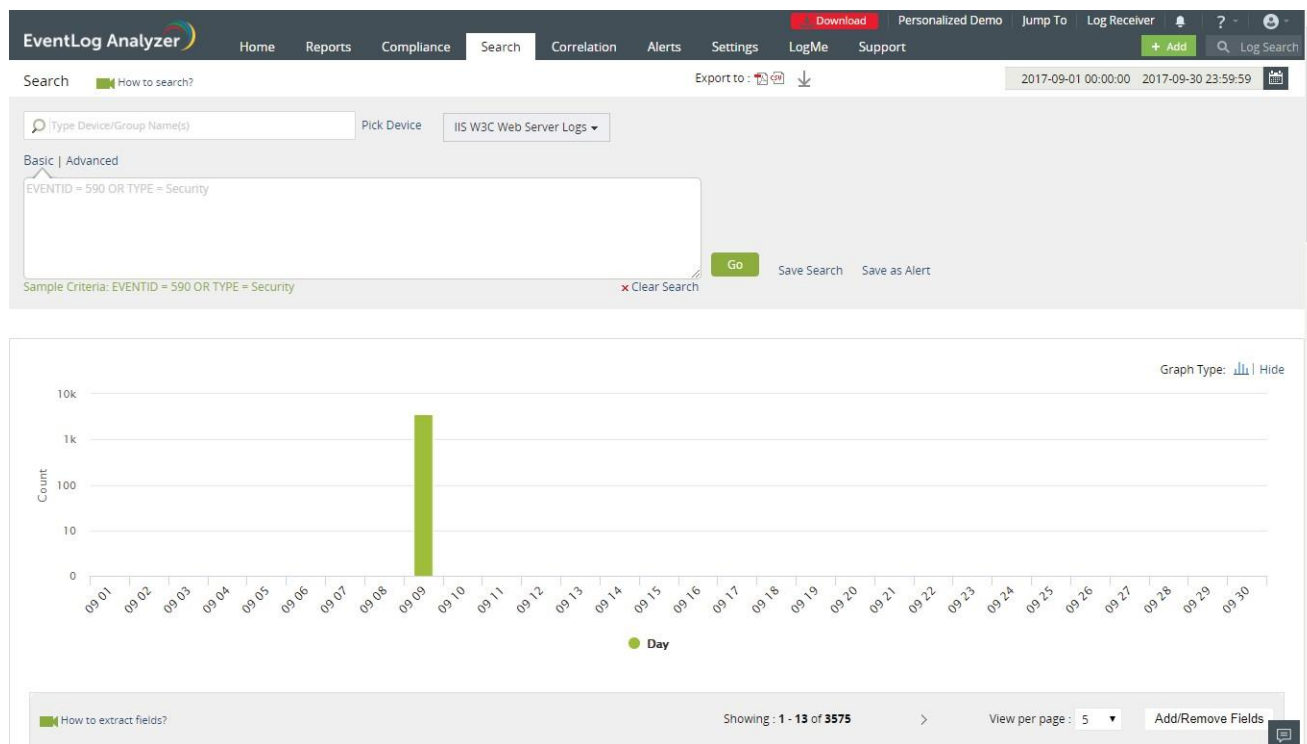 Download Personalized Demo Jump To Log Receiver ?
EventLog Analyzer Home Reports Compliance Search Correlation Alerts Settings LogMe Support + Add Log Search
Search How to search? Export to : 2017-09-01 00:00:00 2017-09-30 23:59:59
Type Device/Group Name(s) Pick Device IIS W3C Web Server Logs
Basic | Advanced
EVENTID = 590 OR TYPE = Security
Go Save Search Save as Alert
Sample Criteria: EVENTID = 590 OR TYPE = Security x Clear Search
Graph Type: | Hide
10k
1k
100
10
0
Count
09 01 09 02 09 03 09 04 09 05 09 06 09 07 09 08 09 09 09 10 09 11 09 12 09 13 09 14 09 15 09 16 09 17 09 18 09 19 09 20 09 21 09 22 09 23 09 24 09 25 09 26 09 27 09 28 09 29 09 30
Day
How to extract fields? Showing : 1 - 13 of 3575 > View per page : 5 Add/Remove Fields